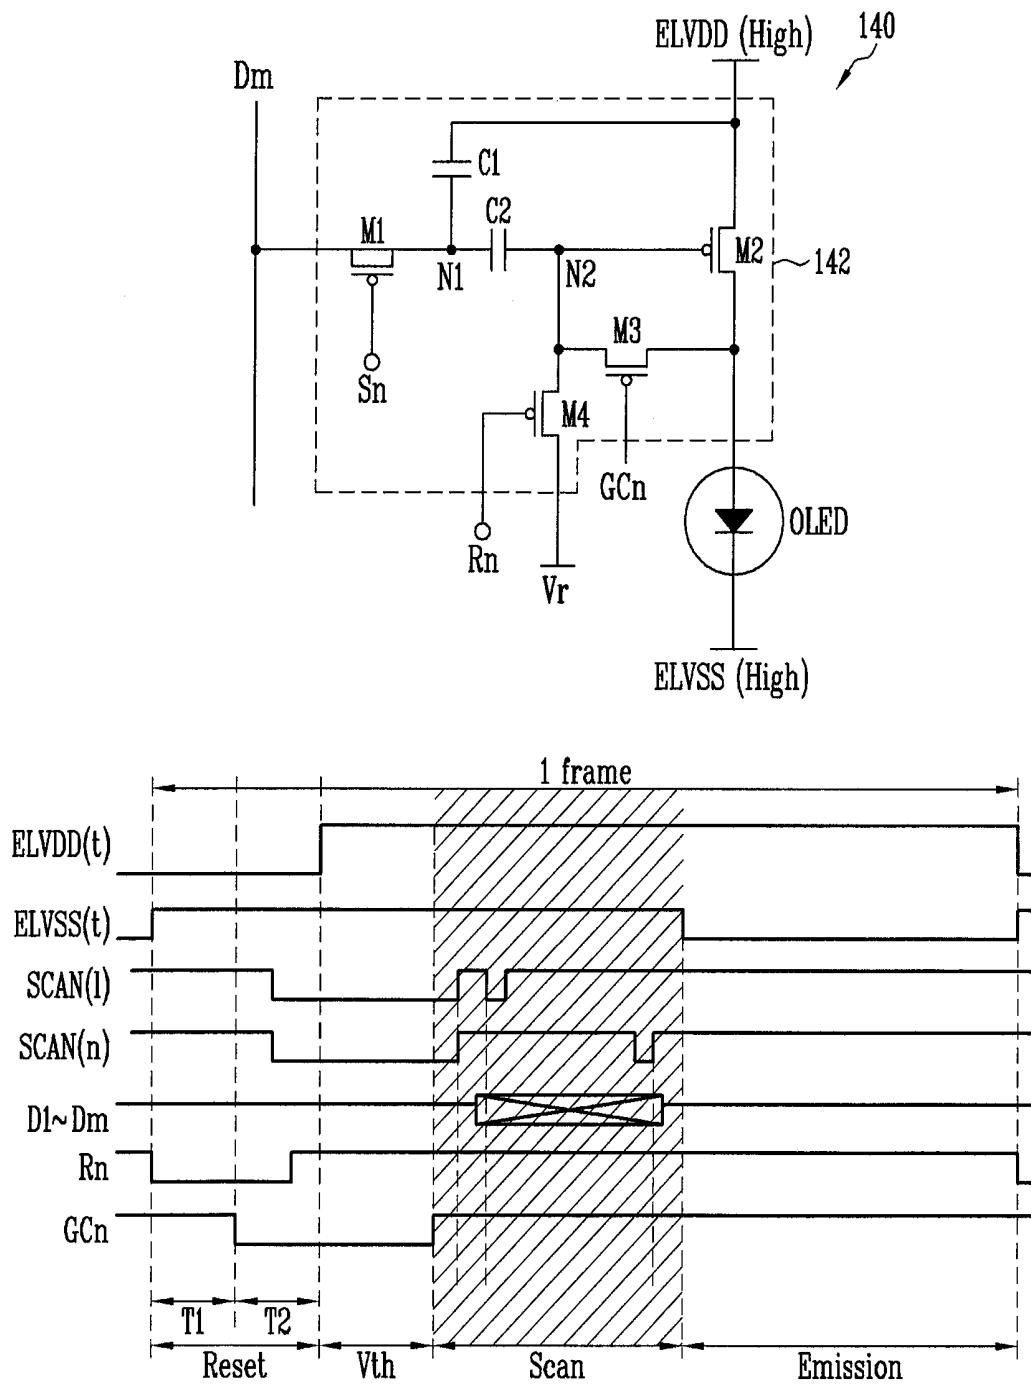 ELVDD (High)
140
Dm
C1
C2
M1
M2
142
N1
N2
M3
Sn
M4
GCn
OLED
Rn
Vr
ELVSS (High)
1 frame
ELVDD(t)
ELVSS(t)
SCAN(1)
SCAN(n)
D1~Dm
Rn
GCn
T1
T2
Reset
Vth
Scan
Emission